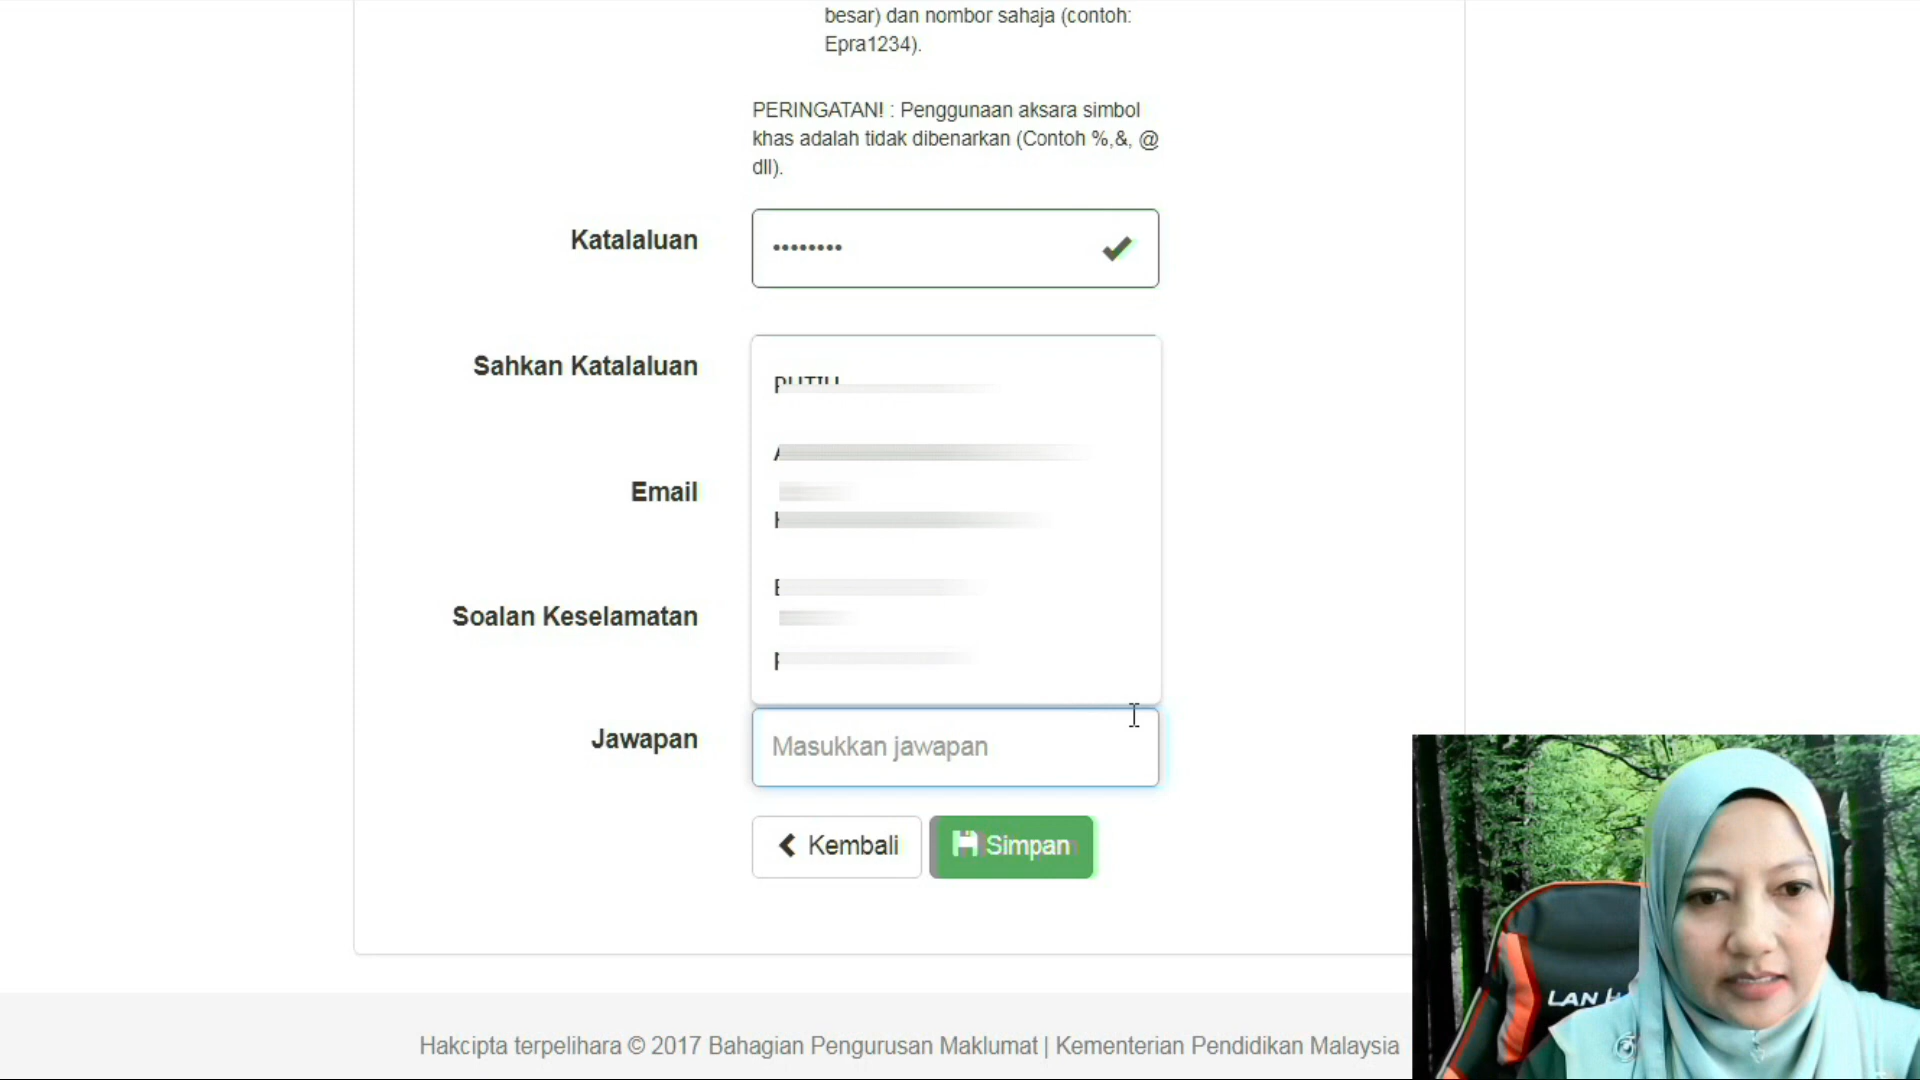 besar) dan nombor sahaja (contoh:
Epra1234).
PERINGATAN! : Penggunaan aksara simbol
khas adalah tidak dibenarkan (Contoh %,&, @
dll).
Katalaluan
••••••••
Sahkan Katalaluan
Email
Soalan Keselamatan
Jawapan
Masukkan jawapan
Kembali
Simpan
LAN
Hakcipta terpelihara © 2017 Bahagian Pengurusan Maklumat | Kementerian Pendidikan Malaysia